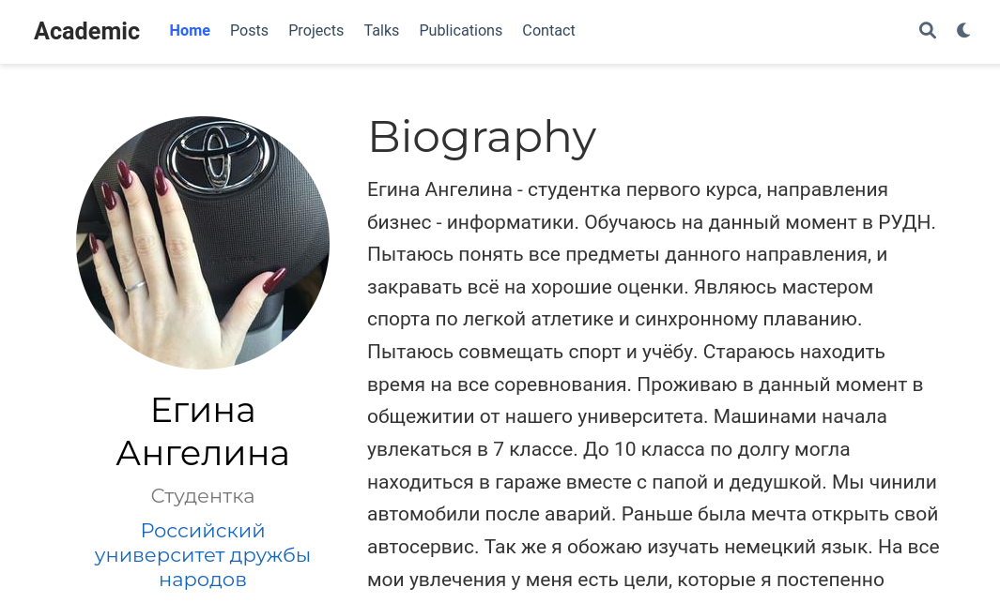 Academic Home Posts Projects Talks Publications Contact
Biography
Егина Ангелина - студентка первого курса, направления
бизнес - информатики. Обучаюсь на данный момент в РУДН.
Пытаюсь понять все предметы данного направления, и
закравать всё на хорошие оценки. Являюсь мастером
спорта по легкой атлетике и синхронному плаванию.
Пытаюсь совмещать спорт и учёбу. Стараюсь находить
время на все соревнования. Проживаю в данный момент в
общежитии от нашего университета. Машинами начала
увлекаться в 7 классе. До 10 класса по долгу могла
находиться в гараже вместе с папой и дедушкой. Мы чинили
автомобили после аварий. Раньше была мечта открыть свой
автосервис. Так же я обожаю изучать немецкий язык. На все
мои увлечения у меня есть цели, которые я постепенно
Егина
Ангелина
Студентка
Российский
университет дружбы
народов